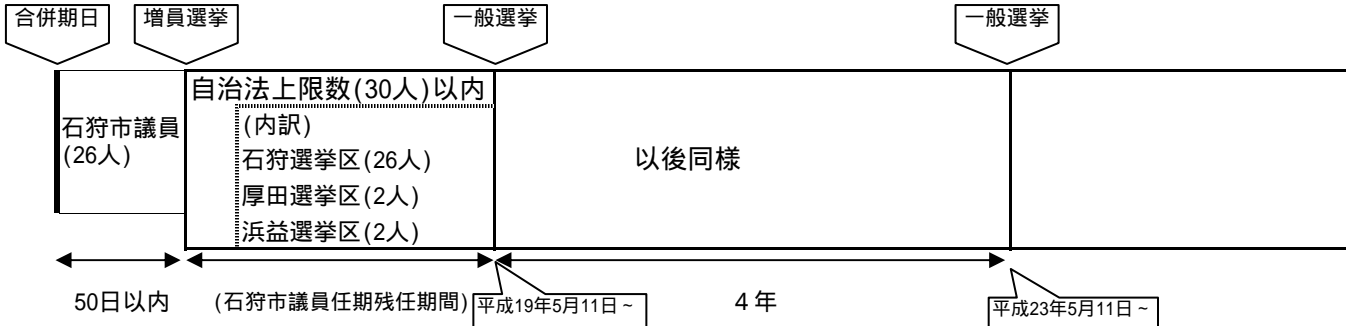 合併期日
増員選挙
一般選挙
一般選挙
石狩市議員
(26人)
自治法上限数(30人)以内
(内訳)
石狩選挙区(26人)
厚田選挙区(2人)
浜益選挙区(2人)
以後同様
50日以内
(石狩市議員任期残任期間)
平成19年5月11日~
4年
平成23年5月11日~